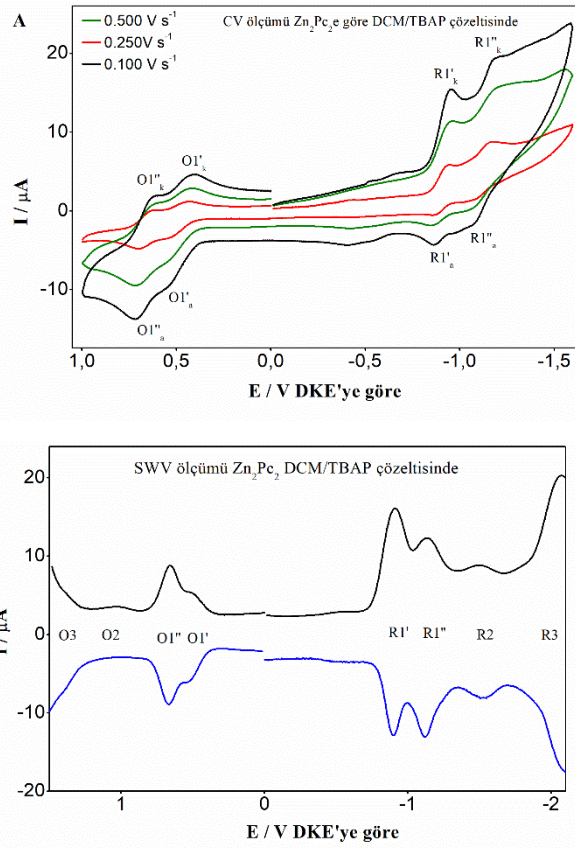 A
0.500 V s⁻¹
0.250V s⁻¹
0.100V s⁻¹
CV ölçümü Zn₂Pc₂e göre DCM/TBAP çözeltisinde
R1''ₖ
R1'ₖ
O1''ₖ
O1'ₖ
20
10
0
-10
I / µA
R1''ₐ
R1'ₐ
O1'ₐ
O1''ₐ
1,0
0,5
0,0
-0,5
-1,0
-1,5
E / V DKE'ye göre
SWV ölçümü Zn₂Pc₂ DCM/TBAP çözeltisinde
20
10
0
-10
-20
I / µA
O3
O2
O1''
O1'
R1'
R1''
R2
R3
1
0
-1
-2
E / V DKE'ye göre